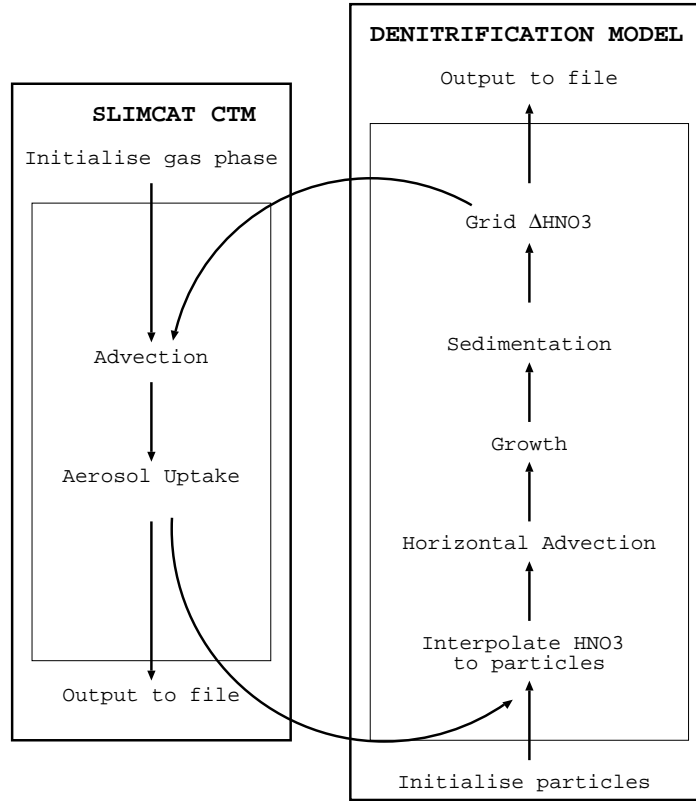 SLIMCAT CTM
Initialise gas phase
Advection
Aerosol Uptake
Output to file
DENITRIFICATION MODEL
Output to file
Grid ΔHNO3
Sedimentation
Growth
Horizontal Advection
Interpolate HNO3
to particles
Initialise particles